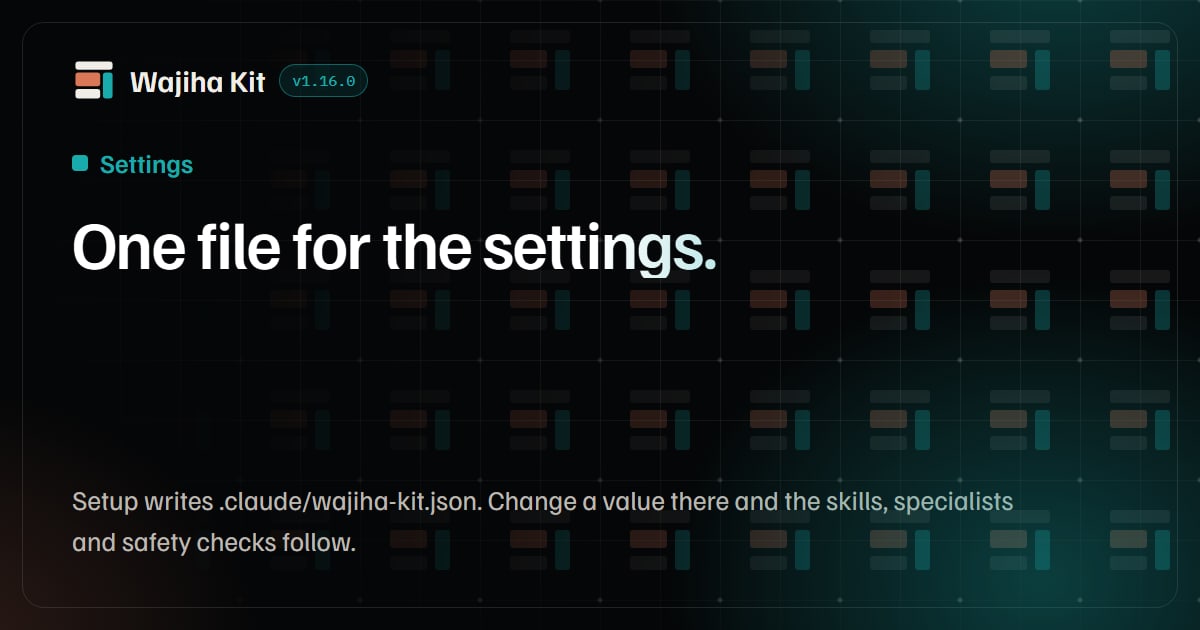 Wajiha Kit
v1.16.0
Settings
One file for the settings.
Setup writes .claude/wajiha-kit.json. Change a value there and the skills, specialists
and safety checks follow.